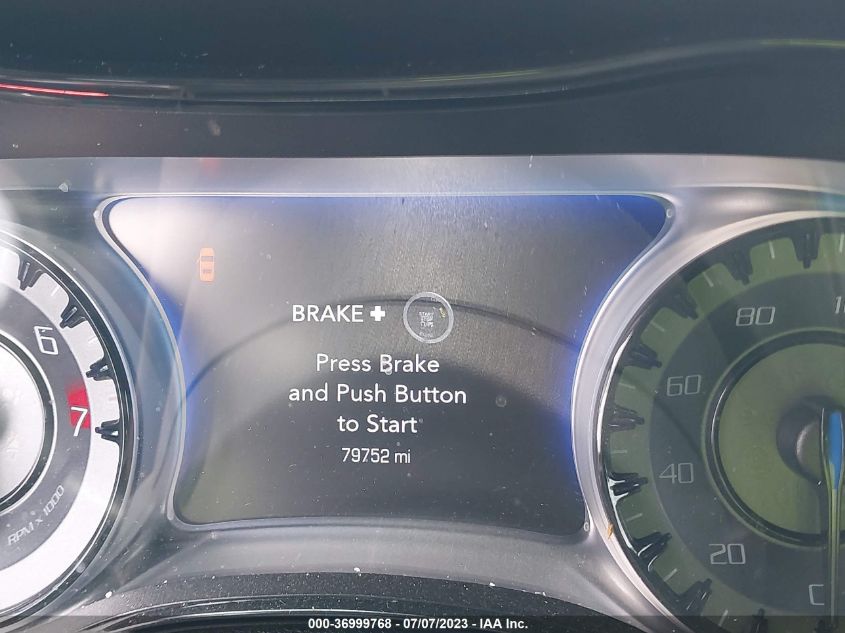 BRAKE +
START
Press Brake
and Push Button
to Start
79752 mi
6
7
RPM x 1000
80
60
40
20
000-36999768 - 07/07/2023 - IAA Inc.